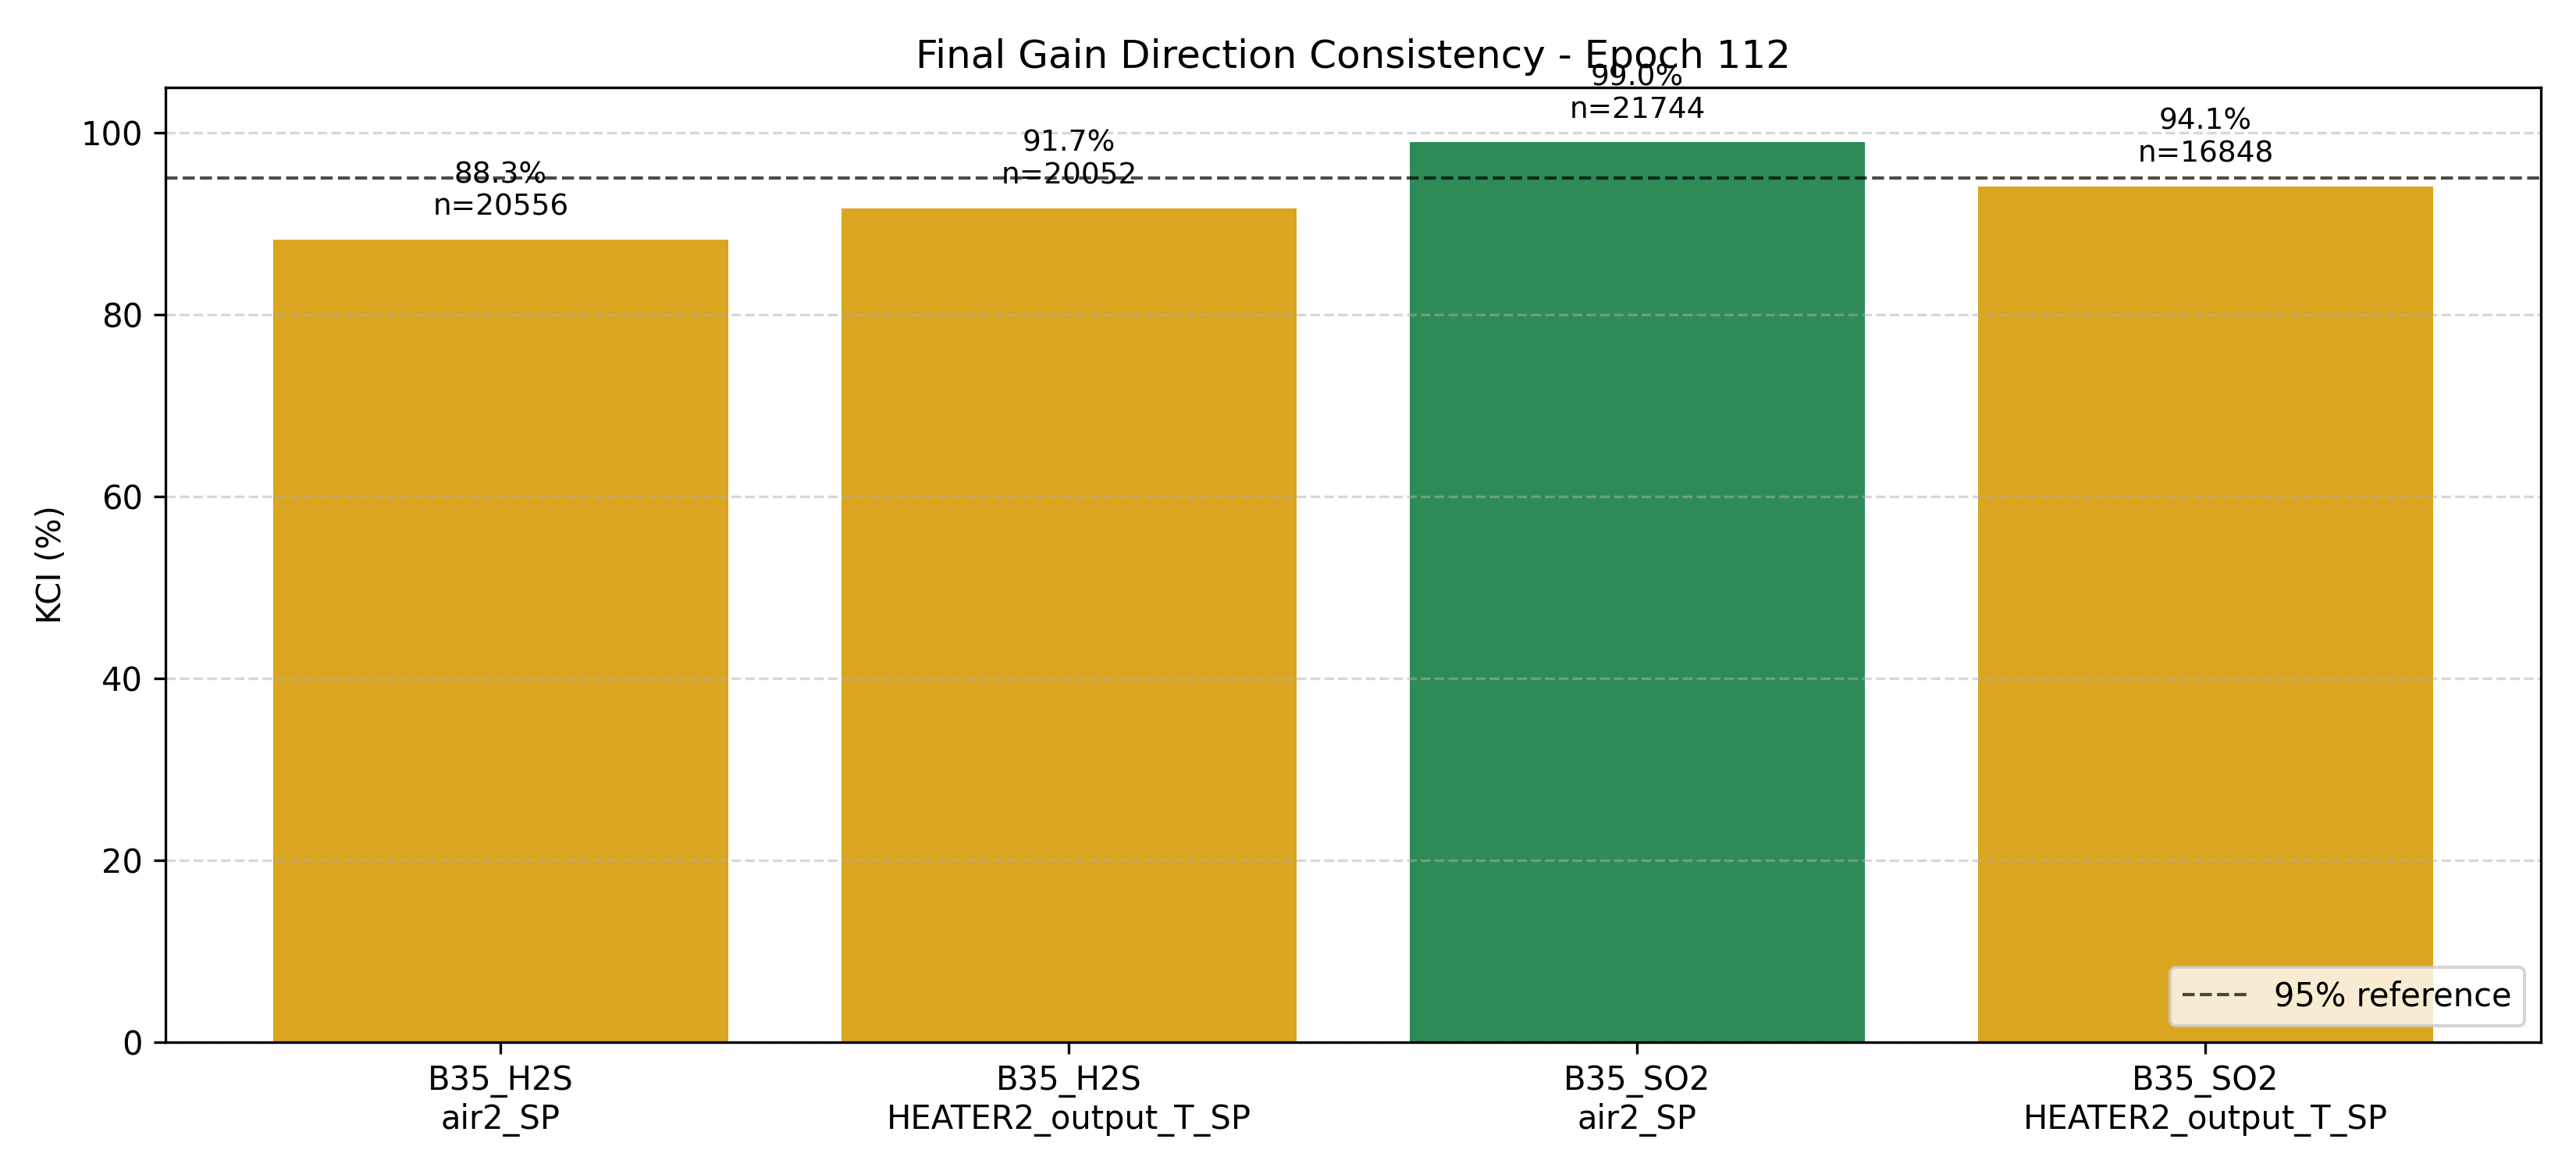 Final Gain Direction Consistency - Epoch 112
99.0%
n=21744
94.1%
n=16848
91.7%
n=20052
88.3%
n=20556
100
80
60
40
20
0
KCI (%)
95% reference
B35_H2S
air2_SP
B35_H2S
HEATER2_output_T_SP
B35_SO2
air2_SP
B35_SO2
HEATER2_output_T_SP